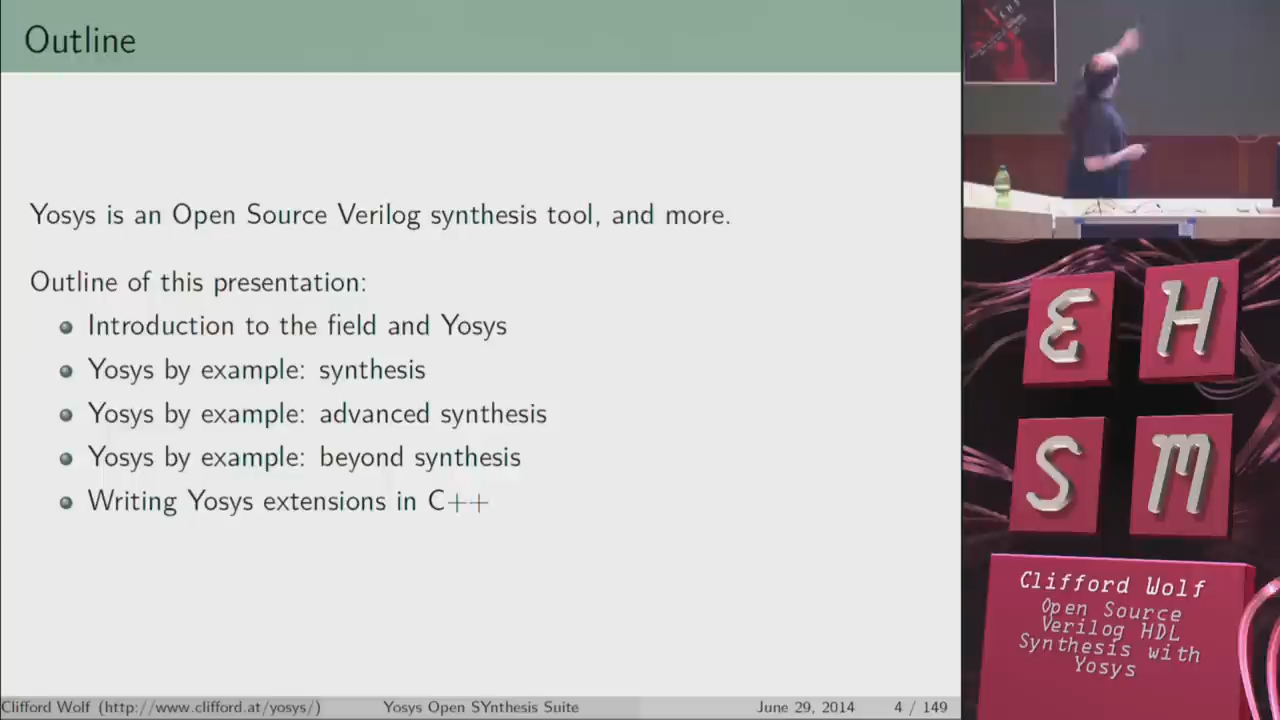 Outline
Yosys is an Open Source Verilog synthesis tool, and more.
Outline of this presentation:
Introduction to the field and Yosys
Yosys by example: synthesis
Yosys by example: advanced synthesis
Yosys by example: beyond synthesis
Writing Yosys extensions in C++
Clifford Wolf (http://www.clifford.at/yosys/)
Yosys Open SYnthesis Suite
June 29, 2014
4 / 149
E H
S M
Clifford Wolf
Open Source
Verilog HDL
Synthesis with
Yosys